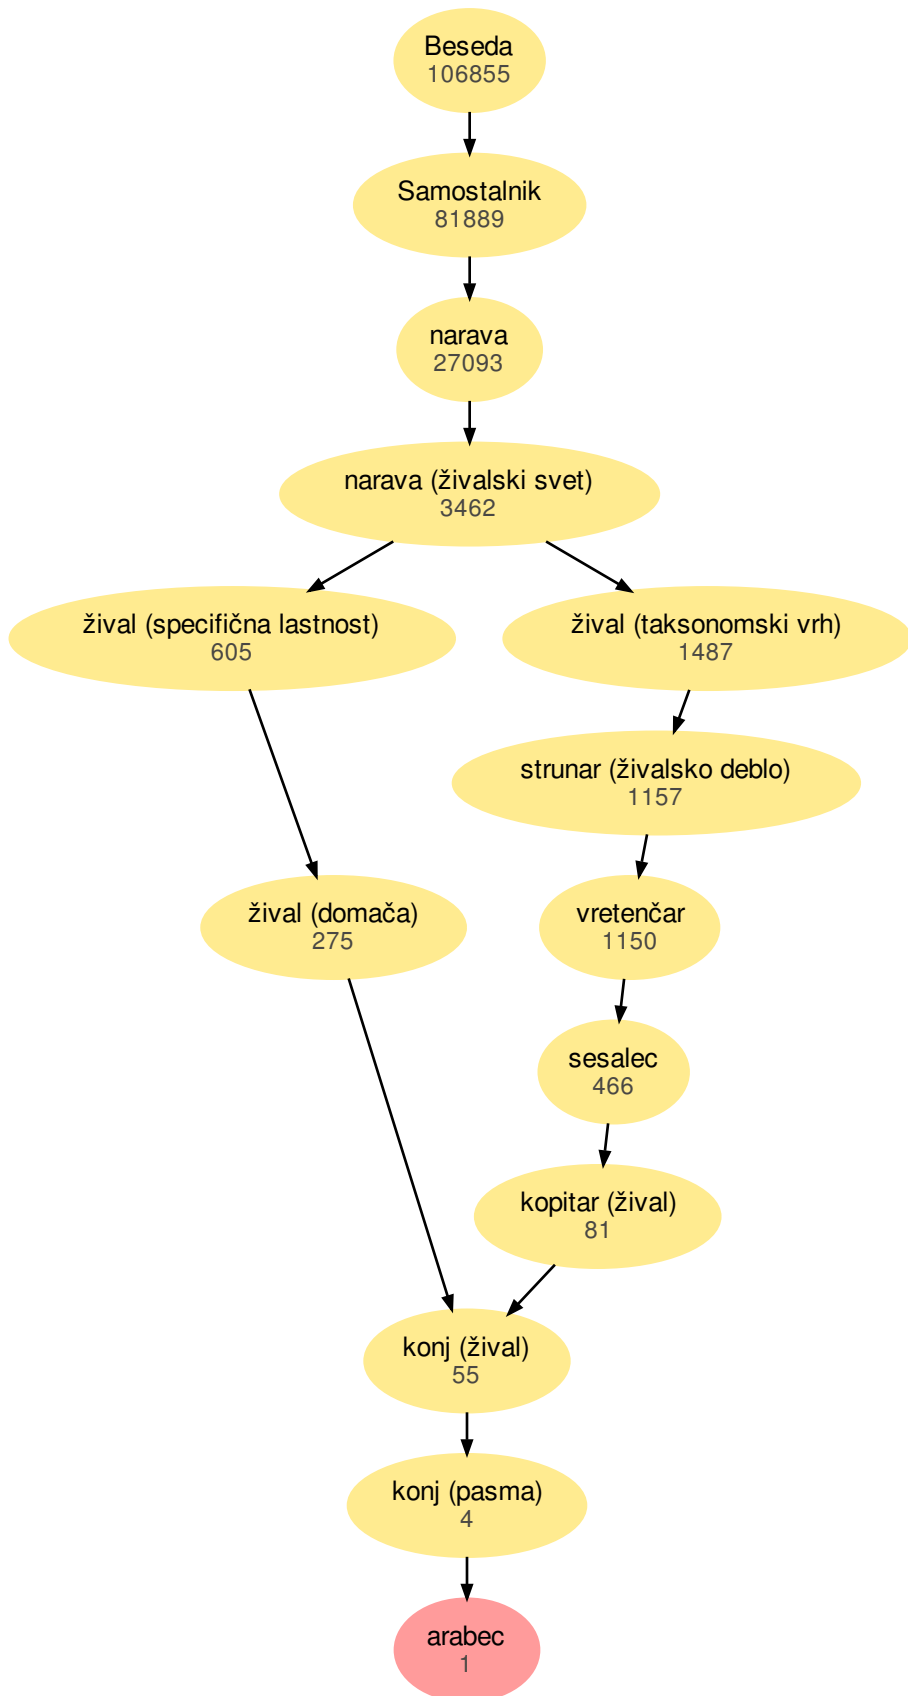 Beseda
106855
Samostalnik
81889
narava
27093
narava (živalski svet)
3462
žival (specifična lastnost)
605
žival (taksonomski vrh)
1487
strunar (živalsko deblo)
1157
žival (domača)
275
vretenčar
1150
sesalec
466
kopitar (žival)
81
konj (žival)
55
konj (pasma)
4
arabec
1